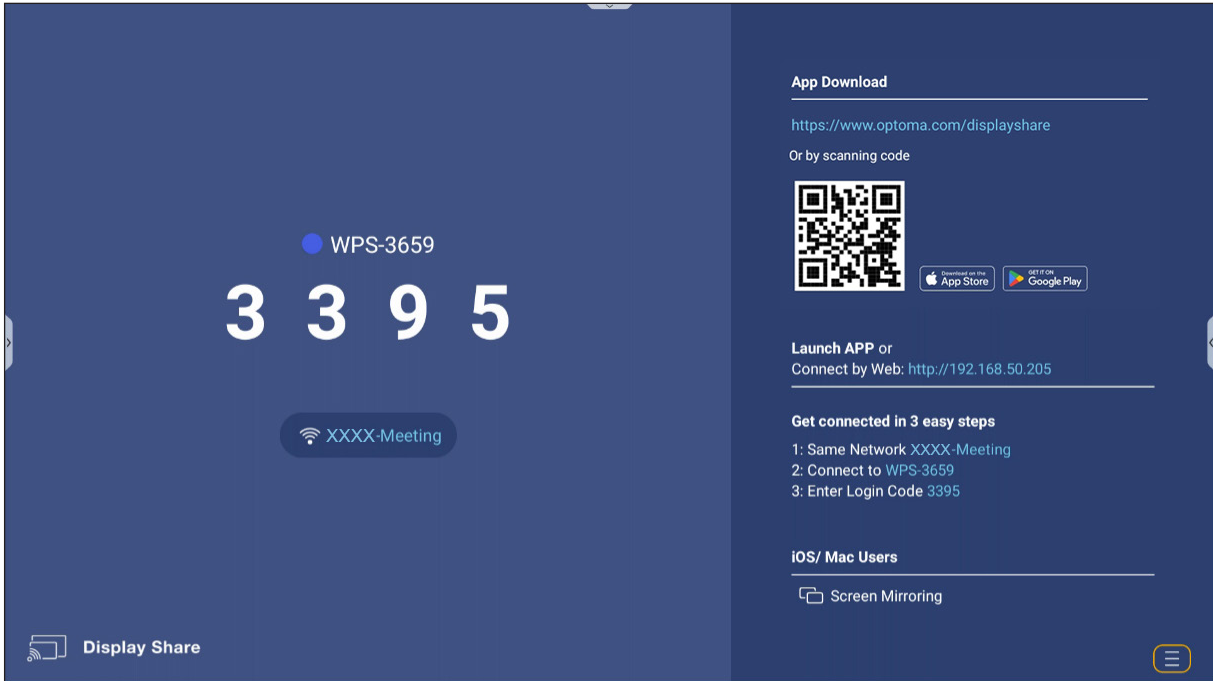 WPS-3659
3 3 9 5
XXXX-Meeting
Display Share
App Download
https://www.optoma.com/displayshare
Or by scanning code
Download on the
App Store
GET IT ON
Google Play
Launch APP or
Connect by Web: http://192.168.50.205
Get connected in 3 easy steps
1: Same Network XXXX-Meeting
2: Connect to WPS-3659
3: Enter Login Code 3395
iOS/ Mac Users
Screen Mirroring